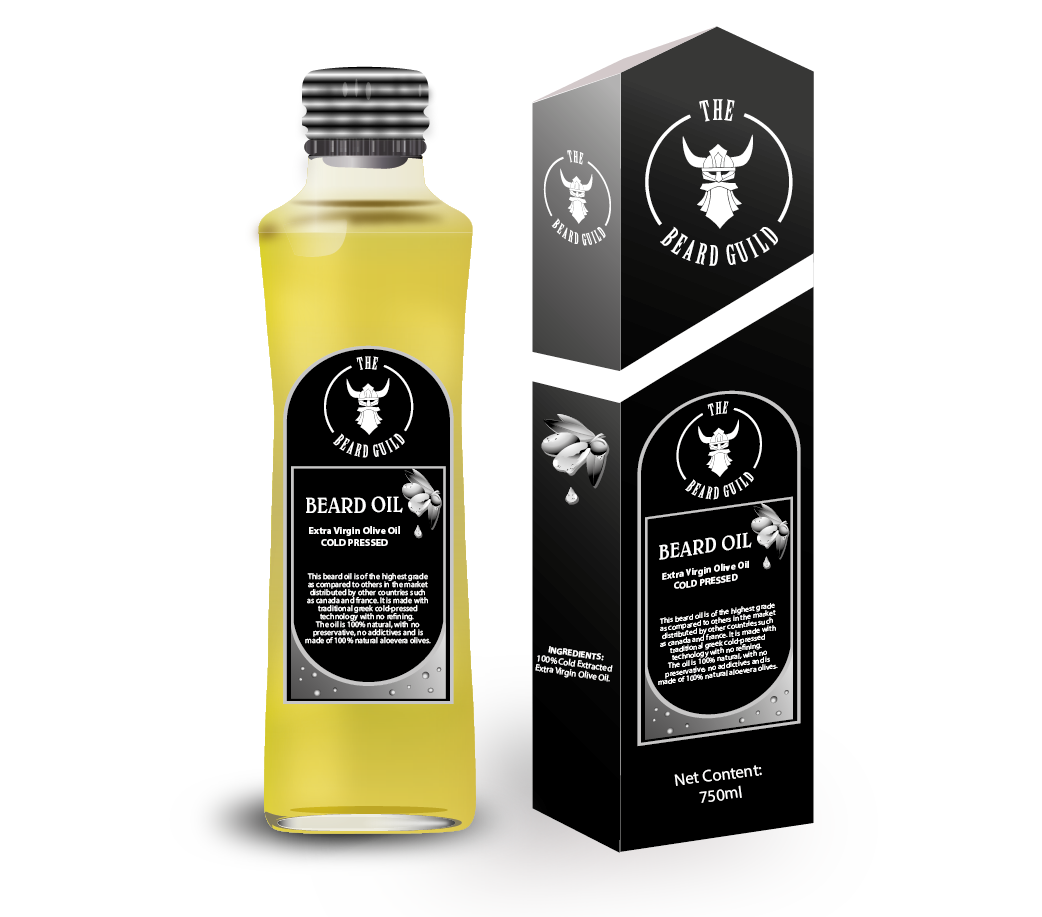 THE
BEARD GUILD
BEARD OIL
Extra Virgin Olive Oil
COLD PRESSED
This beard oil is of the highest grade
as compared to others in the market
distributed by other countries such
as canada and france. It is made with
traditional greek cold-pressed
technology with no refining.
The oil is 100% natural, with no
preservative, no addictives and is
made of 100% natural aloevera olives.
THE
BEARD GUILD
INGREDIENTS:
100% Cold Extracted
Extra Virgin Olive Oil.
THE
BEARD GUILD
THE
BEARD GUILD
BEARD OIL
Extra Virgin Olive Oil
COLD PRESSED
This beard oil is of the highest grade
as compared to others in the market
distributed by other countries such
as canada and france. It is made with
traditional greek cold-pressed
technology with no refining.
The oil is 100% natural, with no
preservative, no addictives and is
made of 100% natural aloevera olives.
Net Content:
750ml